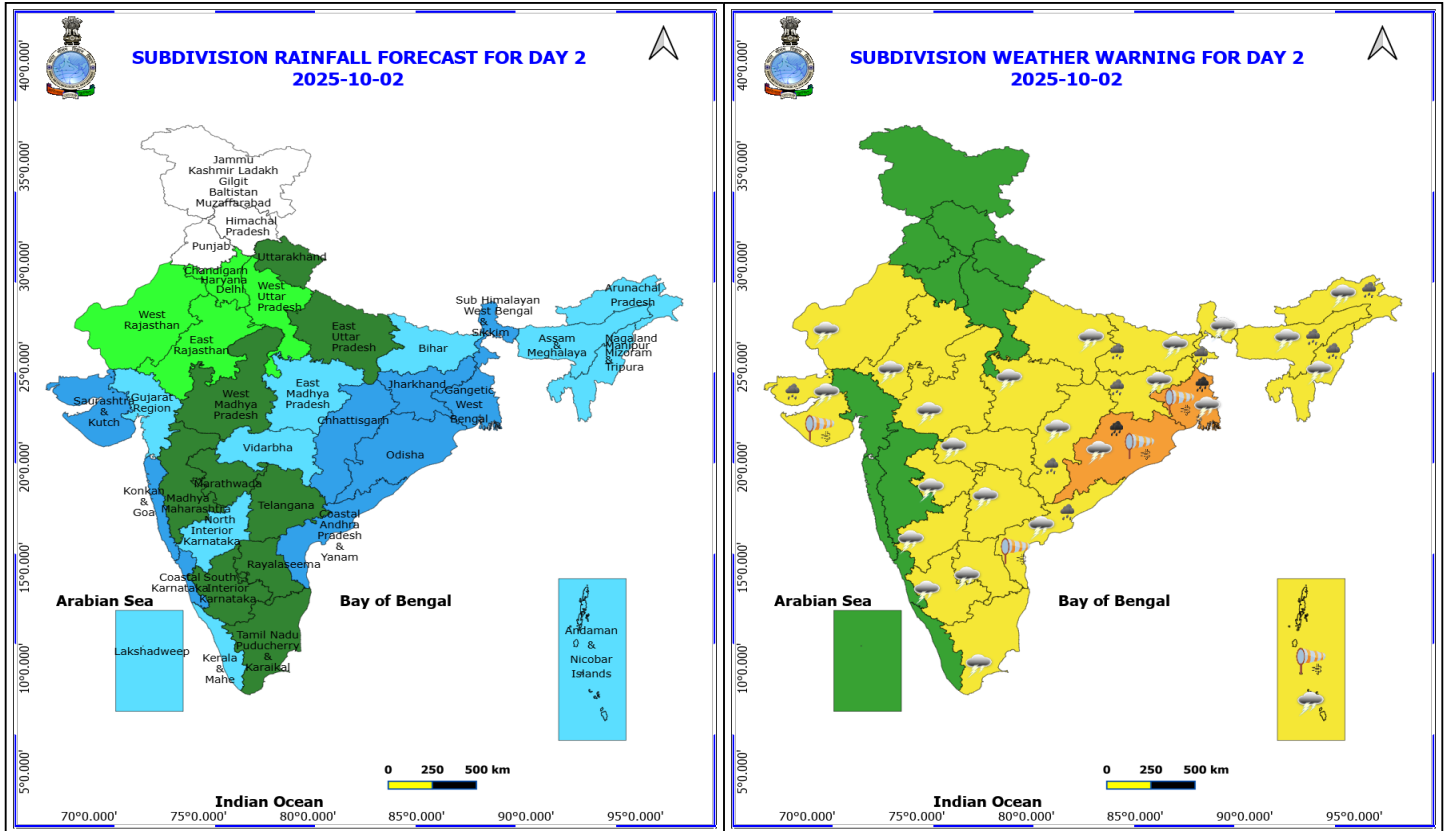 SUBDIVISION RAINFALL FORECAST FOR DAY 2
2025-10-02
40°0.000'
35°0.000'
30°0.000'
25°0.000'
20°0.000'
15°0.000'
10°0.000'
5°0.000'
Jammu
Kashmir Ladakh
Gilgit
Baltistan
Muzaffarabad
Himachal
Pradesh
Punjab
Uttarakhand
Chandigarh
Haryana
Delhi
West
Uttar
Pradesh
West
Rajasthan
East
Rajasthan
East
Uttar
Pradesh
Sub Himalayan
West Bengal
&
Sikkim
Arunachal
Pradesh
Assam
&
Meghalaya
Nagaland
Manipur
Mizoram
&
Tripura
Bihar
Saurashtra
&
Kutch
Gujarat
Region
West
Madhya
Pradesh
East
Madhya
Pradesh
Jharkhand
Gangetic
West
Bengal
Chhattisgarh
Vidarbha
Odisha
Konkan
&
Goa
Madhya
Maharashtra
Marathwada
Telangana
North
Interior
Karnataka
Coastal
Andhra
Pradesh
&
Yanam
Rayalaseema
Coastal
Karnataka
South
Interior
Karnataka
Tamil Nadu
Puducherry
&
Karaikal
Kerala
&
Mahe
Lakshadweep
Andaman
&
Nicobar
Islands
Arabian Sea
Bay of Bengal
Indian Ocean
0 250 500 km
70°0.000' 75°0.000' 80°0.000' 85°0.000' 90°0.000' 95°0.000'
SUBDIVISION WEATHER WARNING FOR DAY 2
2025-10-02
40°0.000'
35°0.000'
30°0.000'
25°0.000'
20°0.000'
15°0.000'
10°0.000'
5°0.000'
Arabian Sea
Bay of Bengal
Indian Ocean
0 250 500 km
70°0.000' 75°0.000' 80°0.000' 85°0.000' 90°0.000' 95°0.000'